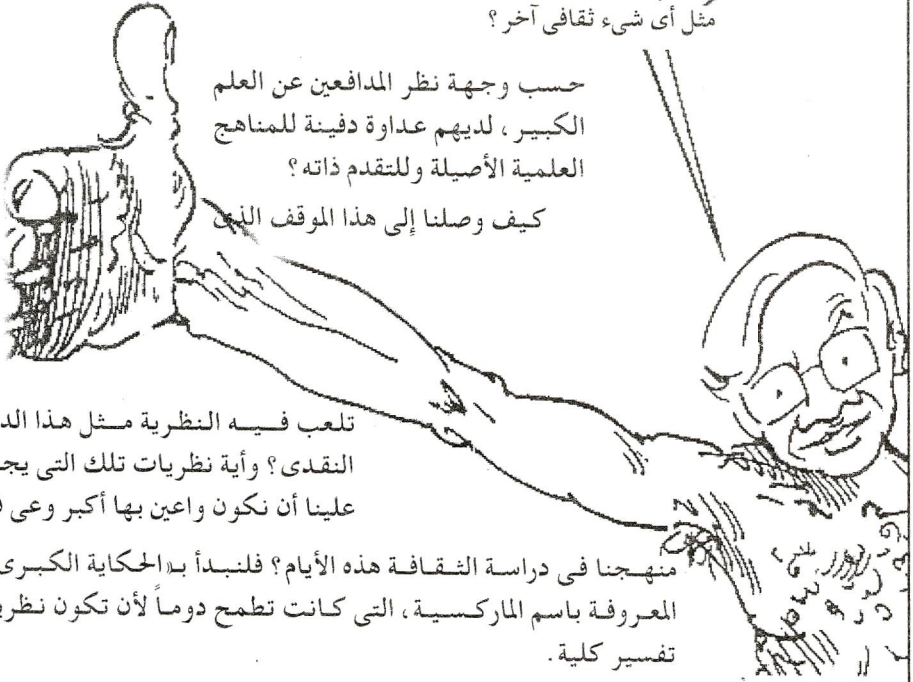 مثل أى شىء ثقافى آخر؟
حسب وجهة نظر المدافعين عن العلم
الكبير، لديهم عداوة دفينة للمناهج
العلمية الأصيلة وللتقدم ذاته؟
كيف وصلنا إلى هذا الموقف الذى
تلعب فيه النظرية مثل هذا
النقدى؟ وأية نظريات تلك التى
علينا أن نكون واعين بها أكبر وعى
منهجنا فى دراسة الثقافة هذه الأيام؟ فلنبدأ بـ«الحكاية الكبرى
المعروفة باسم الماركسية، التى كانت تطمح دوماً لأن تكون
تفسير كلية.